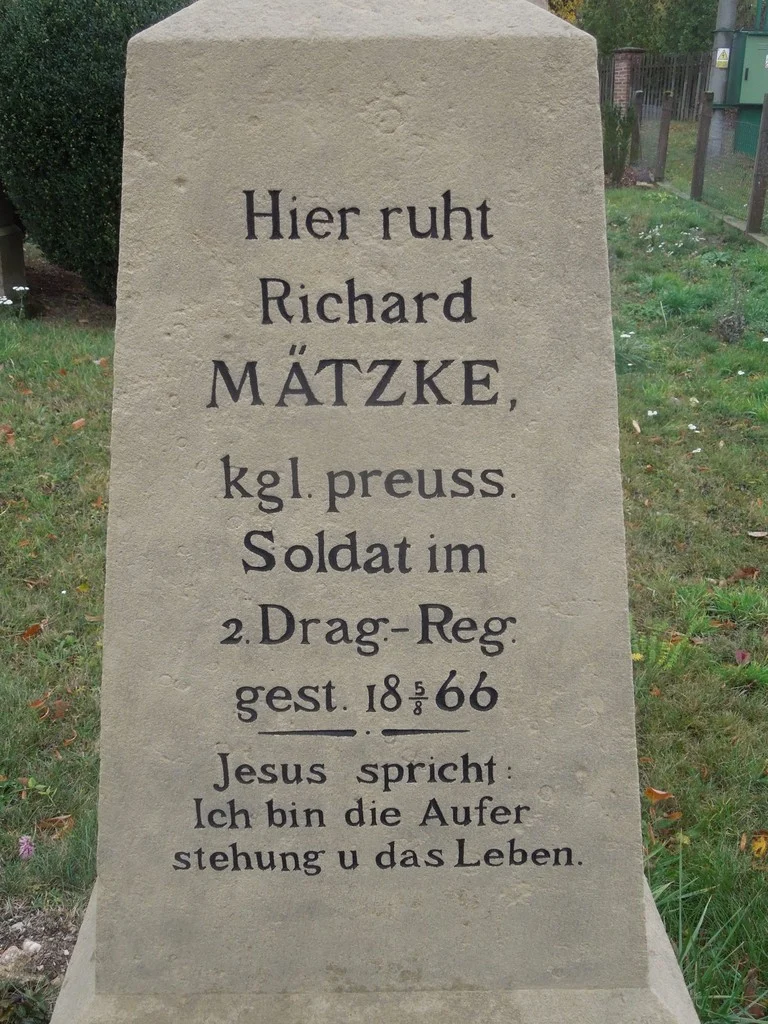 Hier ruht
Richard
MÄTZKE,
kgl. preuss.
Soldat im
2. Drag.-Reg.
gest. 18 5/8 66
Jesus spricht:
Ich bin die Aufer
stehung u das Leben.